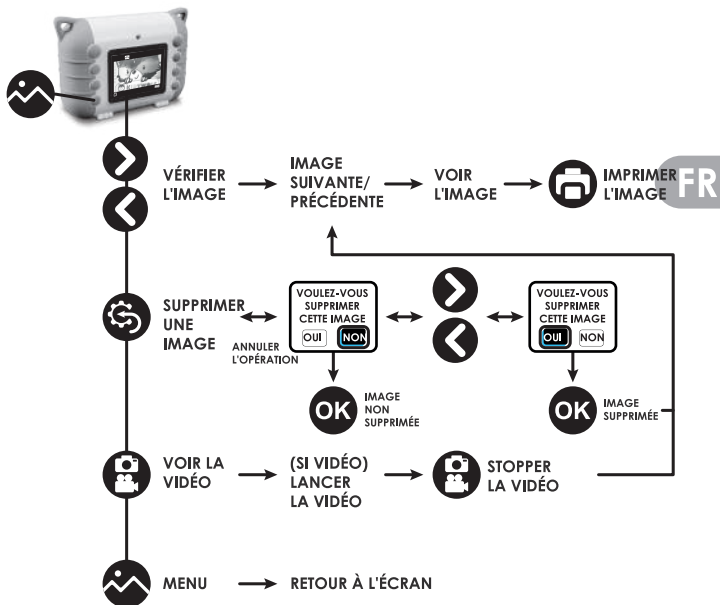 VÉRIFIER
L'IMAGE
IMAGE
SUIVANTE/
PRÉCÉDENTE
VOIR
L'IMAGE
IMPRIMER
L'IMAGE
FR
SUPPRIMER
UNE
IMAGE
ANNULER
L'OPÉRATION
VOULEZ-VOUS
SUPPRIMER
CETTE IMAGE
OUI NON
OK
IMAGE
NON
SUPPRIMÉE
VOULEZ-VOUS
SUPPRIMER
CETTE IMAGE
OUI NON
OK
IMAGE
SUPPRIMÉE
VOIR LA
VIDÉO
(SI VIDÉO)
LANCER
LA VIDÉO
STOPPER
LA VIDÉO
MENU
RETOUR À L'ÉCRAN